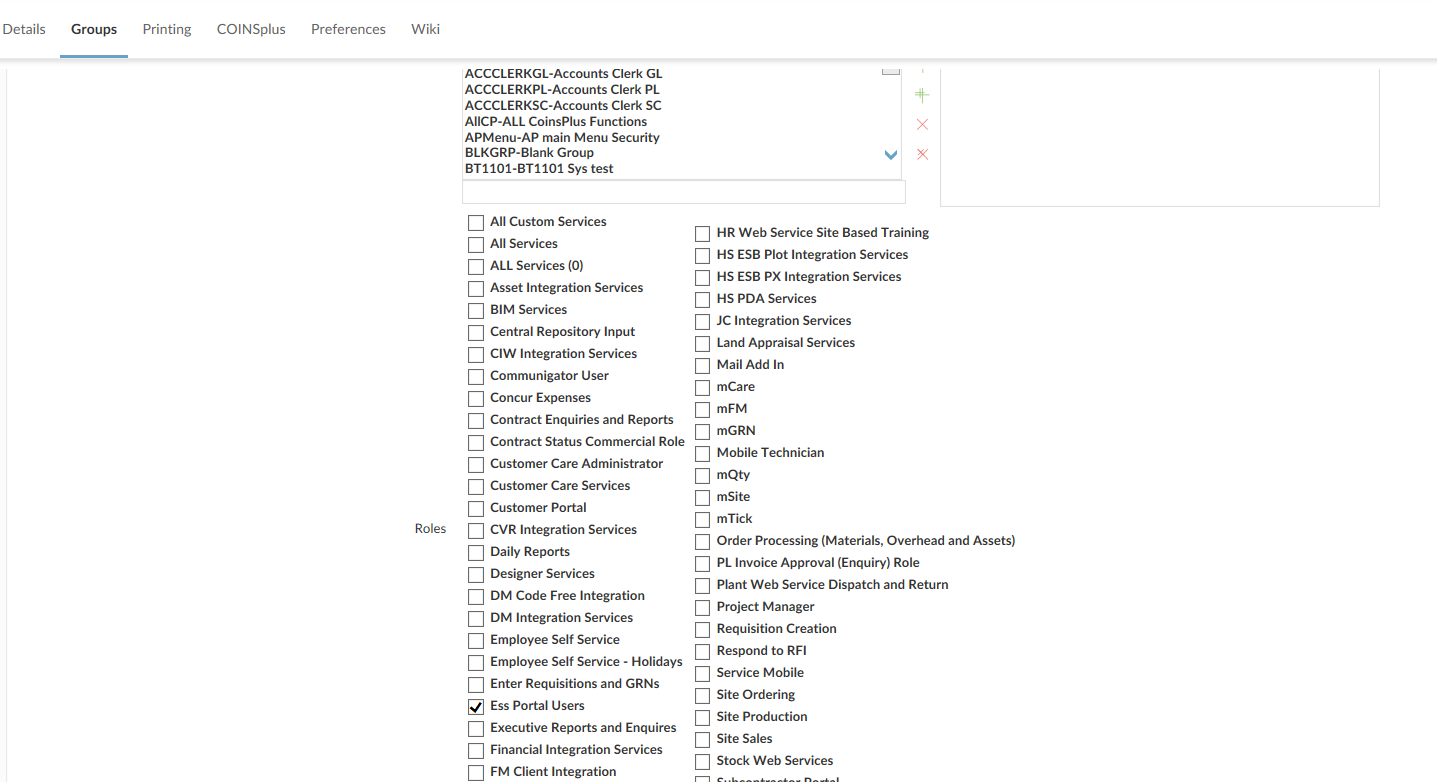 Details Groups Printing COINSplus Preferences Wiki
ACCCLERKGL-Accounts Clerk GL
ACCCLERKPL-Accounts Clerk PL
ACCCLERKSC-Accounts Clerk SC
AllCP-ALL CoinsPlus Functions
APMenu-AP main Menu Security
BLKGRP-Blank Group
BT1101-BT1101 Sys test
Roles
All Custom Services
All Services
ALL Services (0)
Asset Integration Services
BIM Services
Central Repository Input
CIW Integration Services
Communigator User
Concur Expenses
Contract Enquiries and Reports
Contract Status Commercial Role
Customer Care Administrator
Customer Care Services
Customer Portal
CVR Integration Services
Daily Reports
Designer Services
DM Code Free Integration
DM Integration Services
Employee Self Service
Employee Self Service - Holidays
Enter Requisitions and GRNs
Ess Portal Users
Executive Reports and Enquires
Financial Integration Services
FM Client Integration
HR Web Service Site Based Training
HS ESB Plot Integration Services
HS ESB PX Integration Services
HS PDA Services
JC Integration Services
Land Appraisal Services
Mail Add In
mCare
mFM
mGRN
Mobile Technician
mQty
mSite
mTick
Order Processing (Materials, Overhead and Assets)
PL Invoice Approval (Enquiry) Role
Plant Web Service Dispatch and Return
Project Manager
Requisition Creation
Respond to RFI
Service Mobile
Site Ordering
Site Production
Site Sales
Stock Web Services
Subcontractor Portal